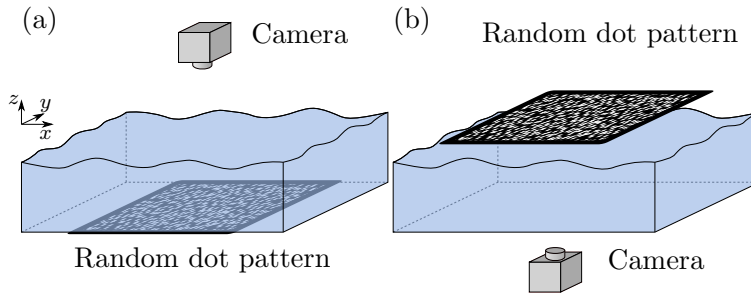 (a)
Camera
(b)
Random dot pattern
z
y
x
Random dot pattern
Camera